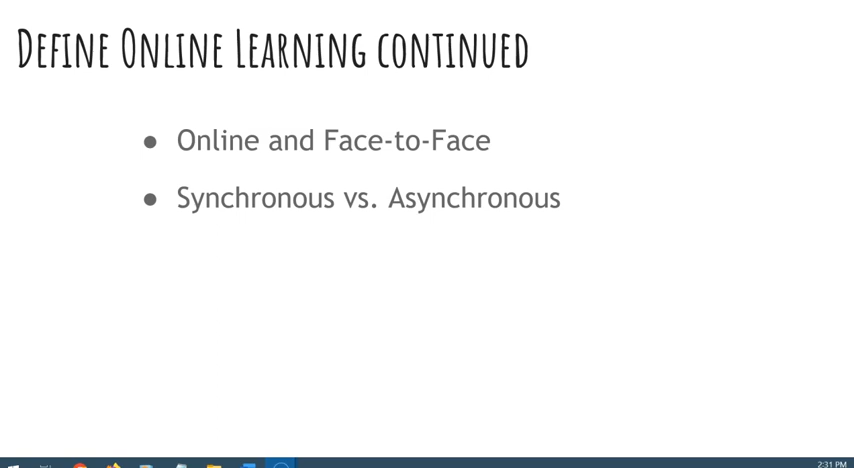 Define Online Learning continued
● Online and Face-to-Face
● Synchronous vs. Asynchronous
2:31 PM